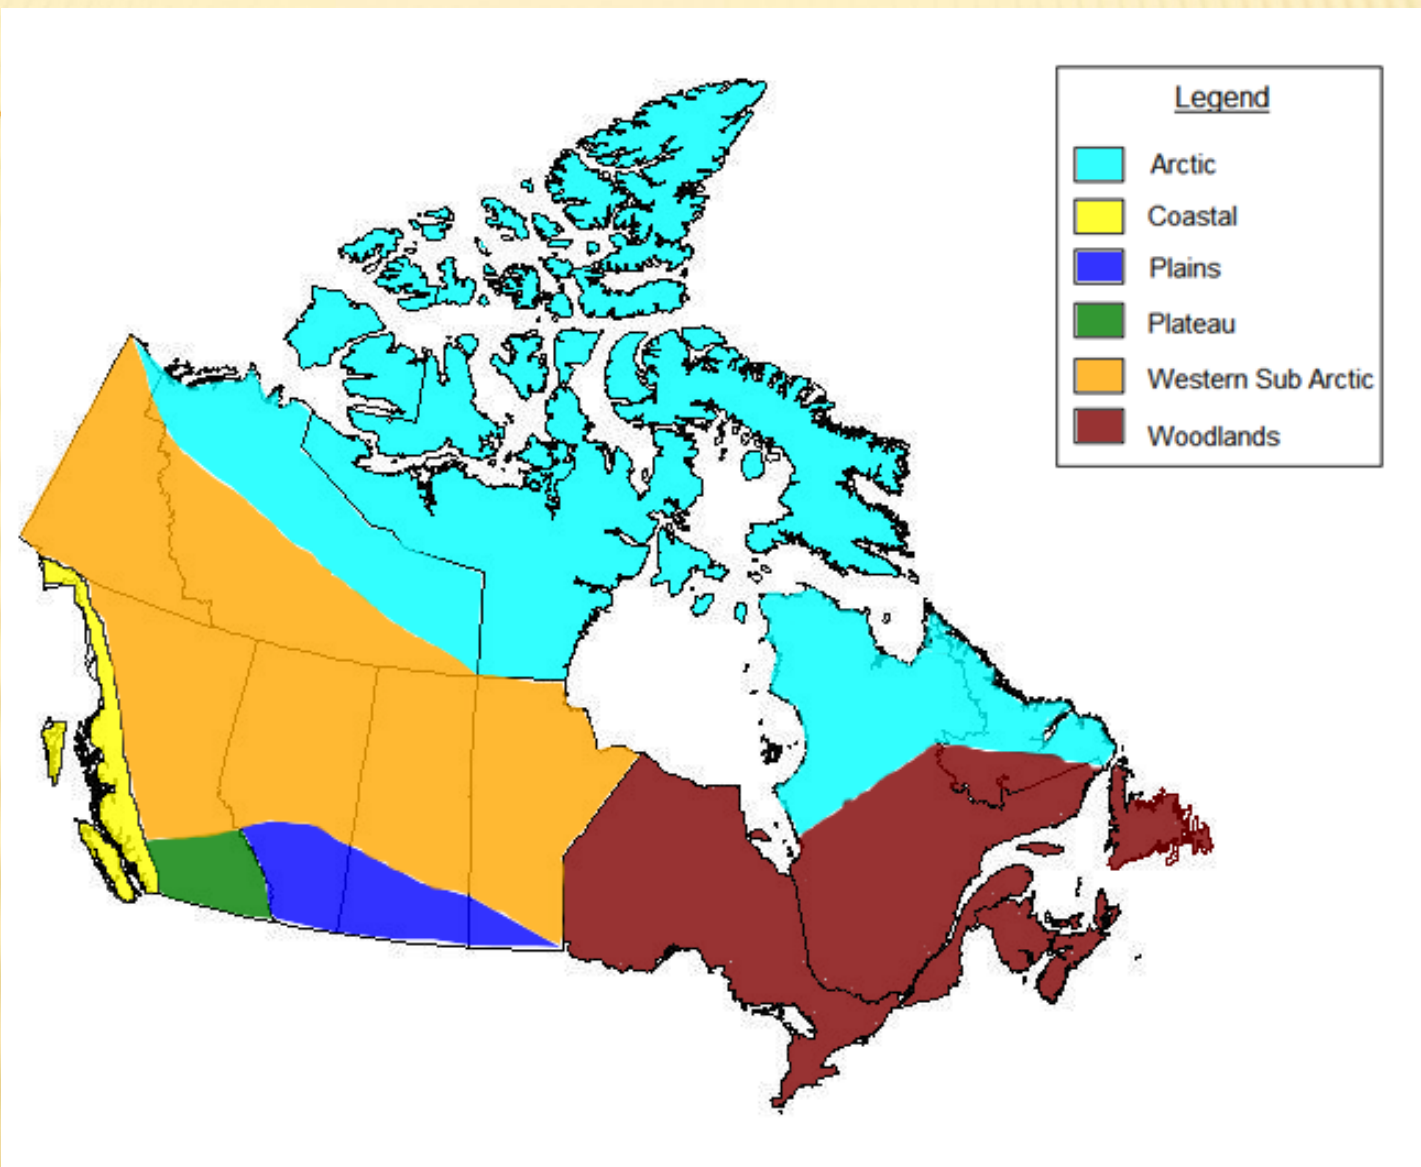 Legend
Arctic
Coastal
Plains
Plateau
Western Sub Arctic
Woodlands